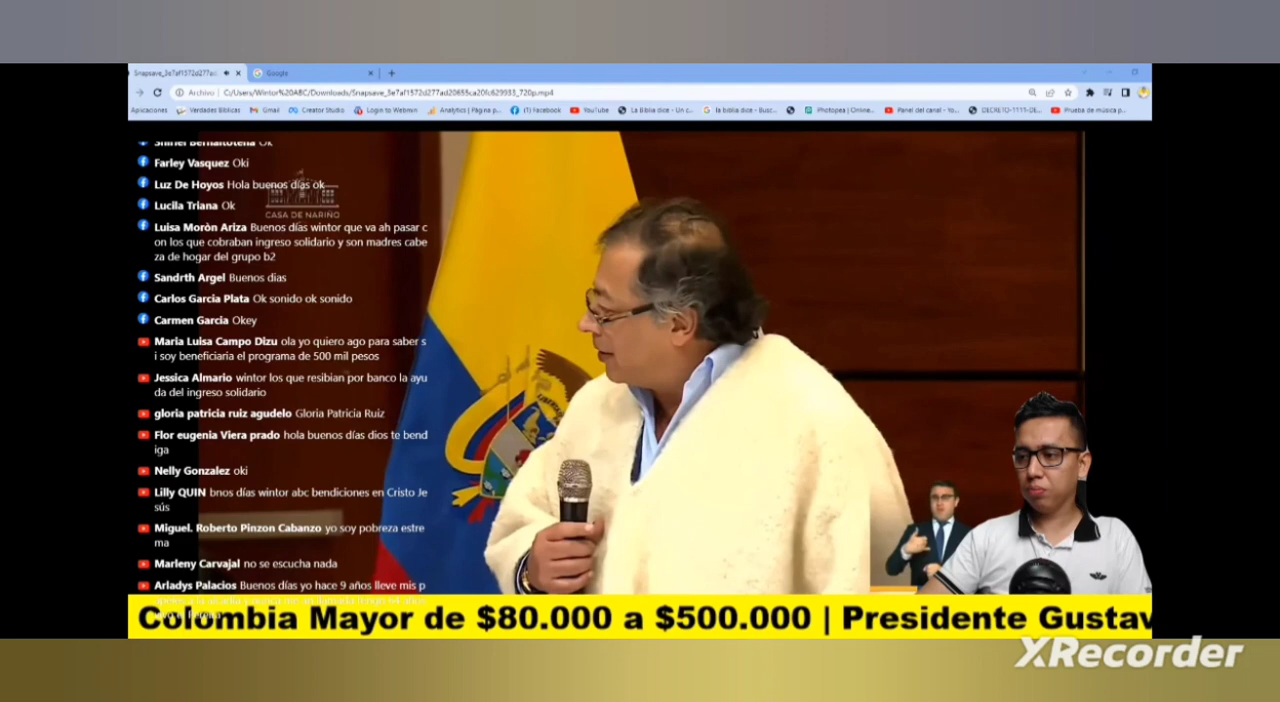 Snapsave_3e7af1572d277ad
Google
Archivo | C:/Users/Wintor%20ABC/Downloads/Snapsave_3e7af1572d277ad20655ca20fc629933_720p.mp4
Aplicaciones Verdades Bíblicas Gmail Creator Studio Login to Webmin Analytics | Página p... (1) Facebook YouTube La Biblia dice - Un c... la biblia dice - Busc... Photopea | Online... Panel del canal - Yo... DECRETO-1115-DE... Prueba de música p...
Shirlei Bernaltotena Ok
Farley Vasquez Oki
Luz De Hoyos Hola buenos días ok
Lucila Triana Ok
CASA DE NARIÑO
Luisa Moròn Ariza Buenos días wintor que va ah pasar c
on los que cobraban ingreso solidario y son madres cabe
za de hogar del grupo b2
Sandrth Argel Buenos dias
Carlos Garcia Plata Ok sonido ok sonido
Carmen Garcia Okey
Maria Luisa Campo Dizu ola yo quiero ago para saber s
i soy beneficiaria el programa de 500 mil pesos
Jessica Almario wintor los que resibian por banco la ayu
da del ingreso solidario
gloria patricia ruiz agudelo Gloria Patricia Ruiz
Flor eugenia Viera prado hola buenos días dios te bend
iga
Nelly Gonzalez oki
Lilly QUIN bnos días wintor abc bendiciones en Cristo Je
sús
Miguel. Roberto Pinzon Cabanzo yo soy pobreza estre
ma
Marleny Carvajal no se escucha nada
Arladys Palacios Buenos días yo hace 9 años lleve mis p
Colombia Mayor de $80.000 a $500.000 | Presidente Gustav
XRecorder